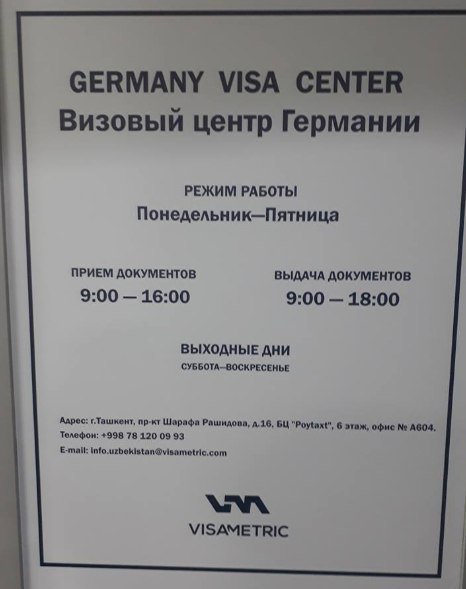 GERMANY VISA CENTER
Визовый центр Германии
РЕЖИМ РАБОТЫ
Понедельник—Пятница
ПРИЕМ ДОКУМЕНТОВ
9:00 — 16:00
ВЫДАЧА ДОКУМЕНТОВ
9:00 — 18:00
ВЫХОДНЫЕ ДНИ
СУББОТА—ВОСКРЕСЕНЬЕ
Адрес: г.Ташкент, пр-кт Шарафа Рашидова, д.16, БЦ "Poytaxt", 6 этаж, офис № А604.
Телефон: +998 78 120 09 93
E-mail: info.uzbekistan@visametric.com
VISAMETRIC